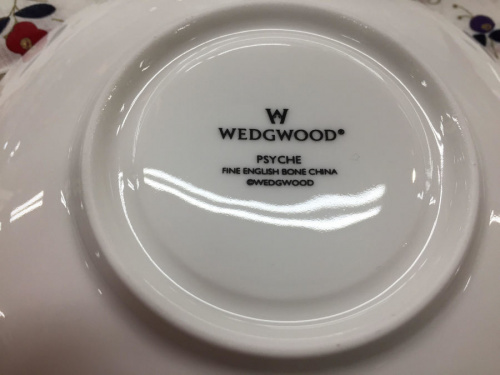 W
WEDGWOOD®
PSYCHE
FINE ENGLISH BONE CHINA
©WEDGWOOD